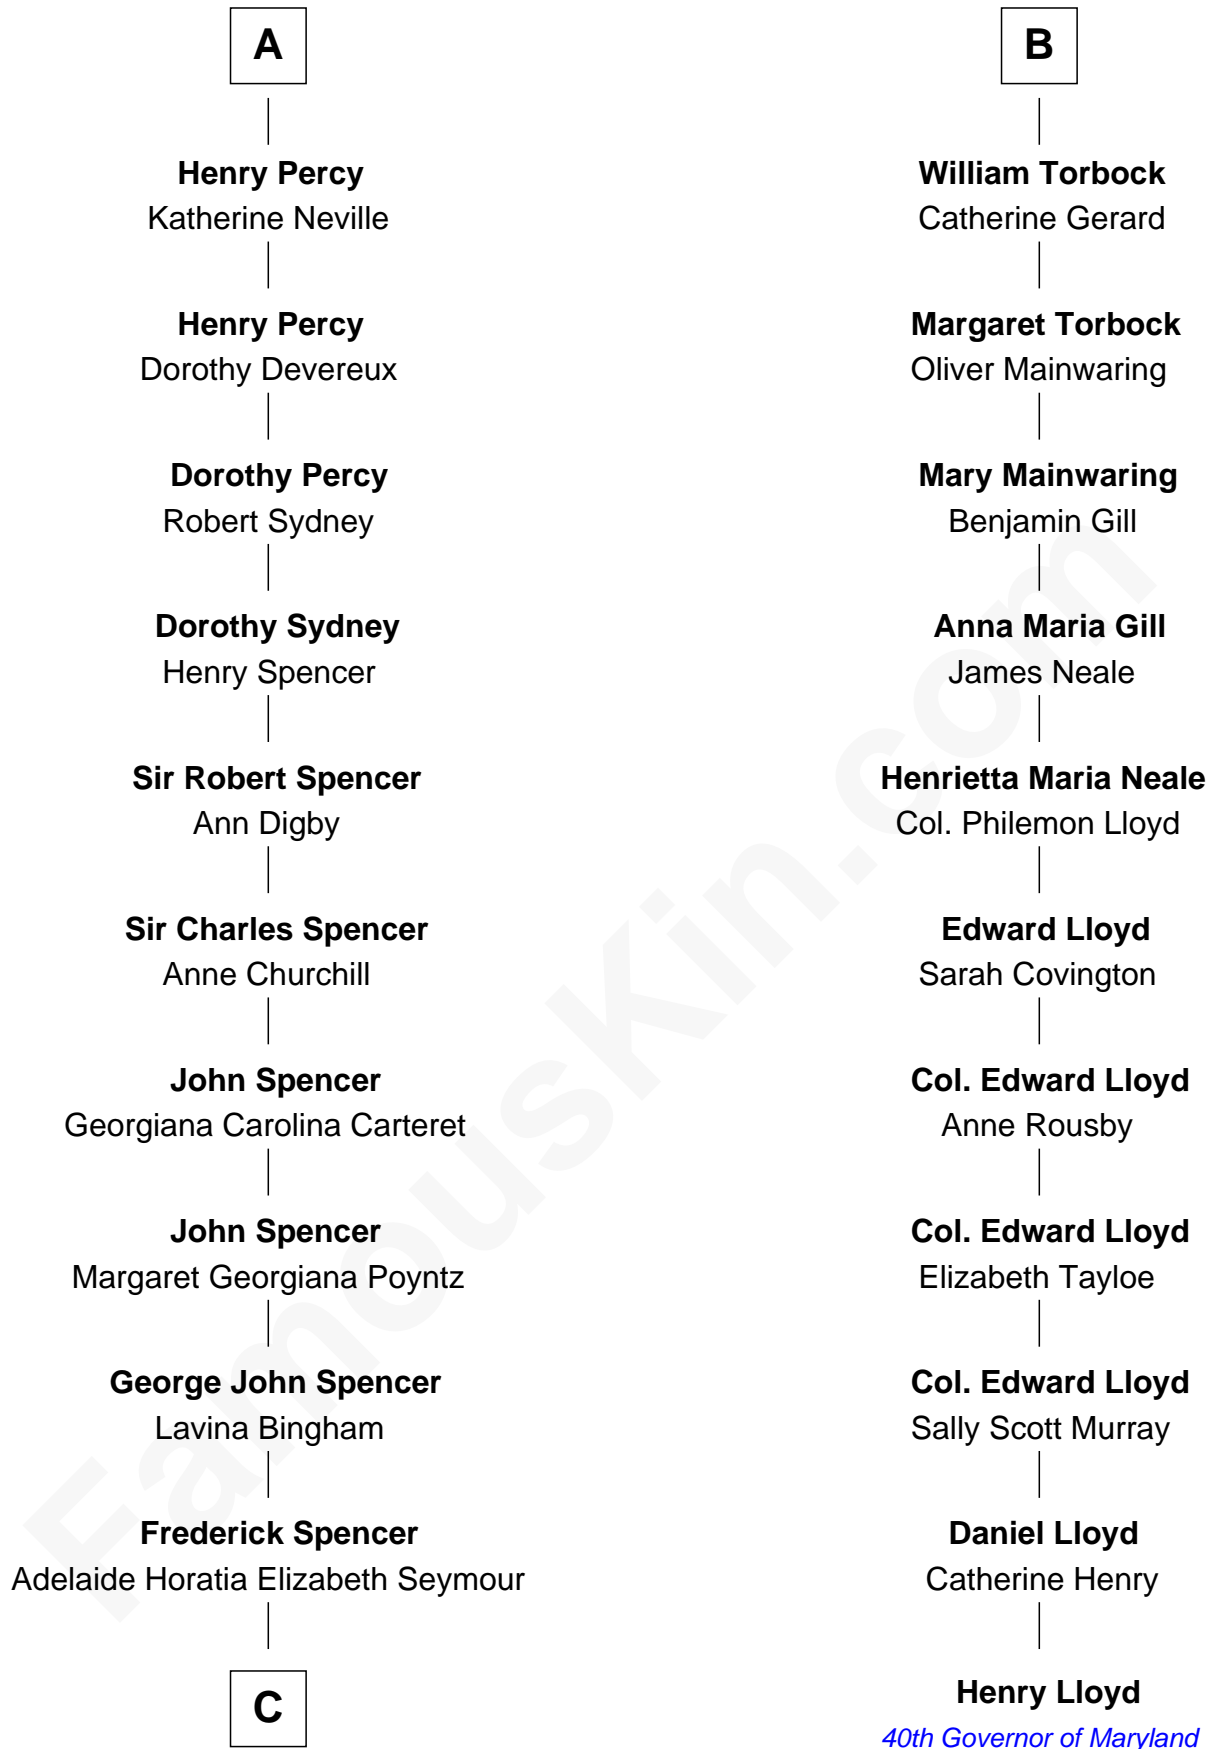 A
Henry Percy
Katherine Neville
Henry Percy
Dorothy Devereux
Dorothy Percy
Robert Sydney
Dorothy Sydney
Henry Spencer
Sir Robert Spencer
Ann Digby
Sir Charles Spencer
Anne Churchill
John Spencer
Georgiana Carolina Carteret
John Spencer
Margaret Georgiana Poyntz
George John Spencer
Lavina Bingham
Frederick Spencer
Adelaide Horatia Elizabeth Seymour
C
B
William Torbock
Catherine Gerard
Margaret Torbock
Oliver Mainwaring
Mary Mainwaring
Benjamin Gill
Anna Maria Gill
James Neale
Henrietta Maria Neale
Col. Philemon Lloyd
Edward Lloyd
Sarah Covington
Col. Edward Lloyd
Anne Rousby
Col. Edward Lloyd
Elizabeth Tayloe
Col. Edward Lloyd
Sally Scott Murray
Daniel Lloyd
Catherine Henry
Henry Lloyd
40th Governor of Maryland
FamousKin.com